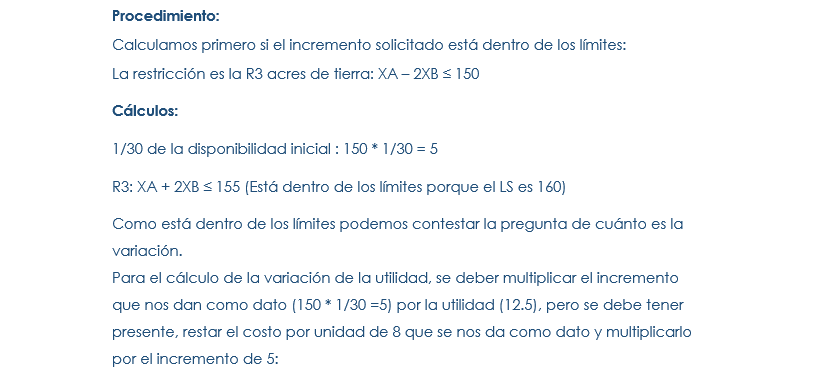 Procedimiento:
Calculamos primero si el incremento solicitado está dentro de los límites:
La restricción es la R3 acres de tierra: XA – 2XB ≤ 150
Cálculos:
1/30 de la disponibilidad inicial : 150 * 1/30 = 5
R3: XA + 2XB ≤ 155 (Está dentro de los límites porque el LS es 160)
Como está dentro de los límites podemos contestar la pregunta de cuánto es la
variación.
Para el cálculo de la variación de la utilidad, se deber multiplicar el incremento
que nos dan como dato (150 * 1/30 =5) por la utilidad (12.5), pero se debe tener
presente, restar el costo por unidad de 8 que se nos da como dato y multiplicarlo
por el incremento de 5: